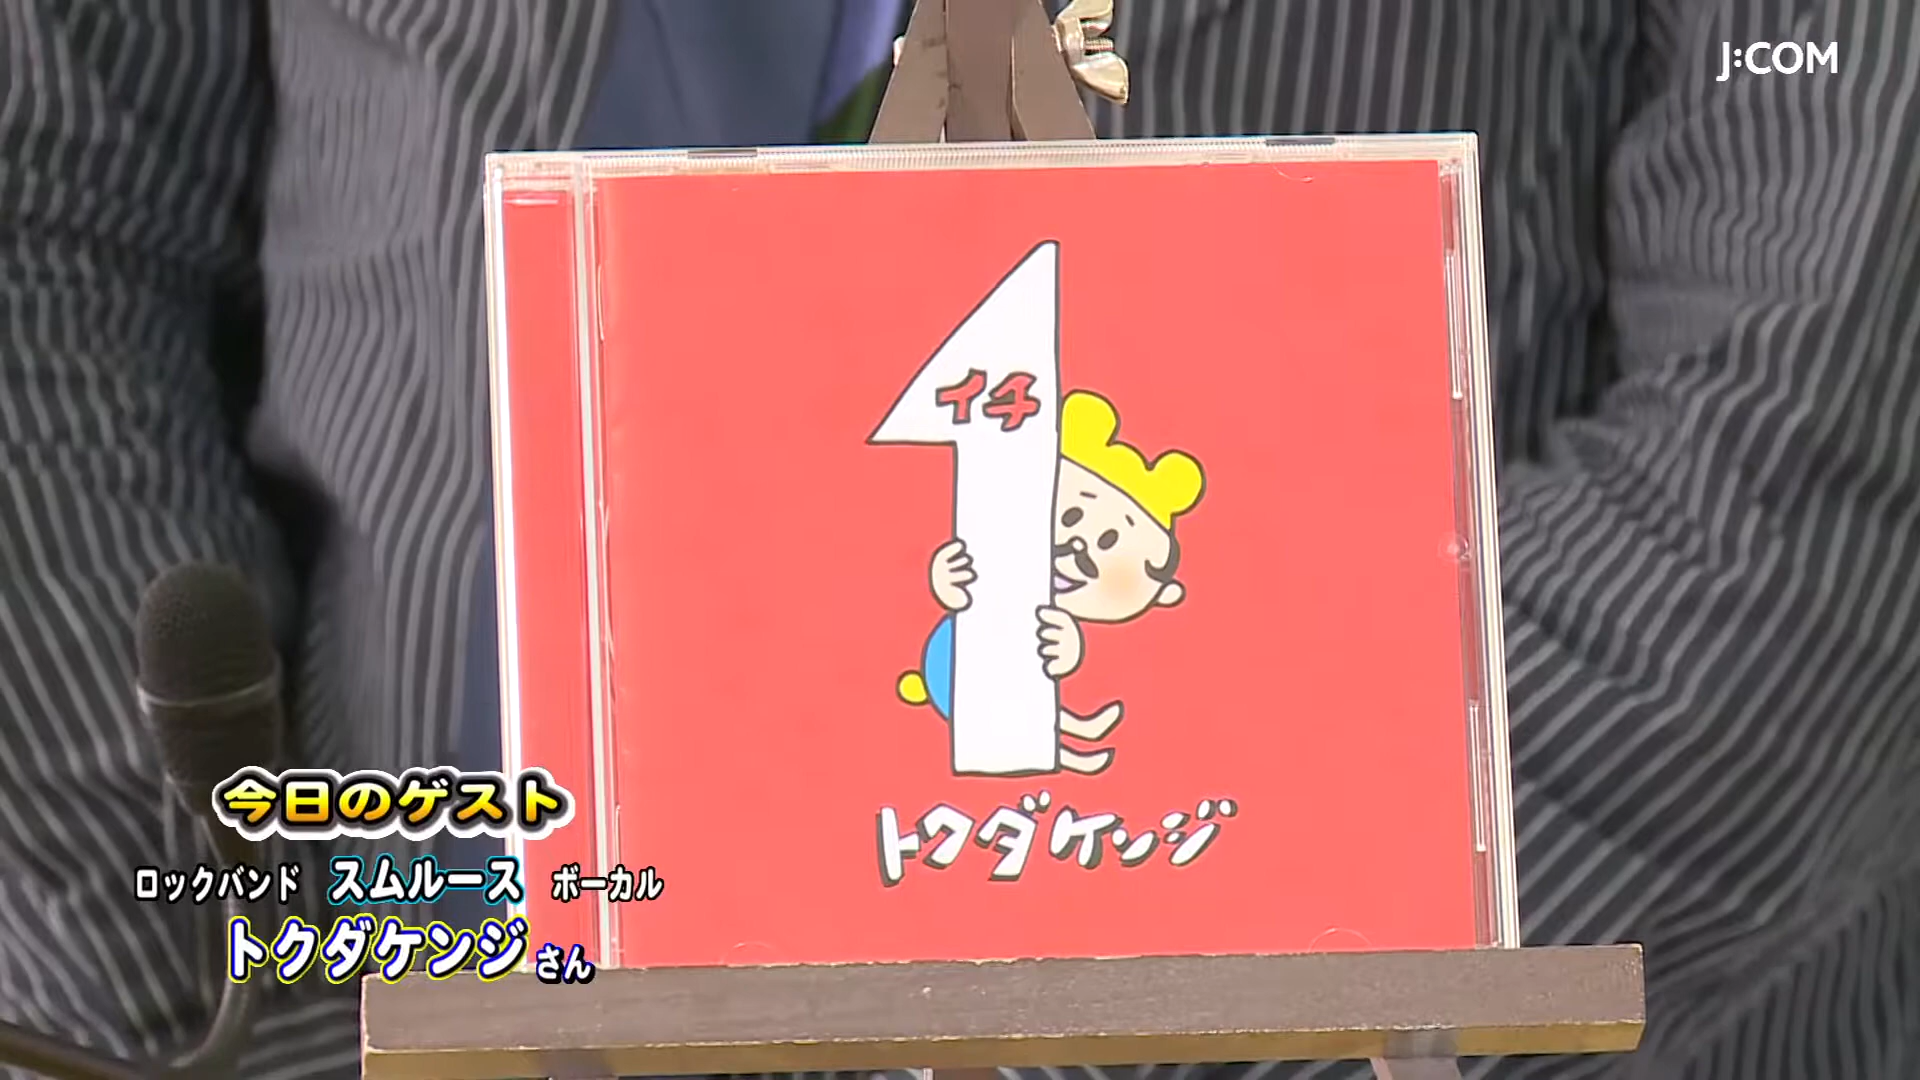 J:COM
イチ
トクダケンジ
今日のゲスト
ロックバンド スムルース ボーカル
トクダケンジさん